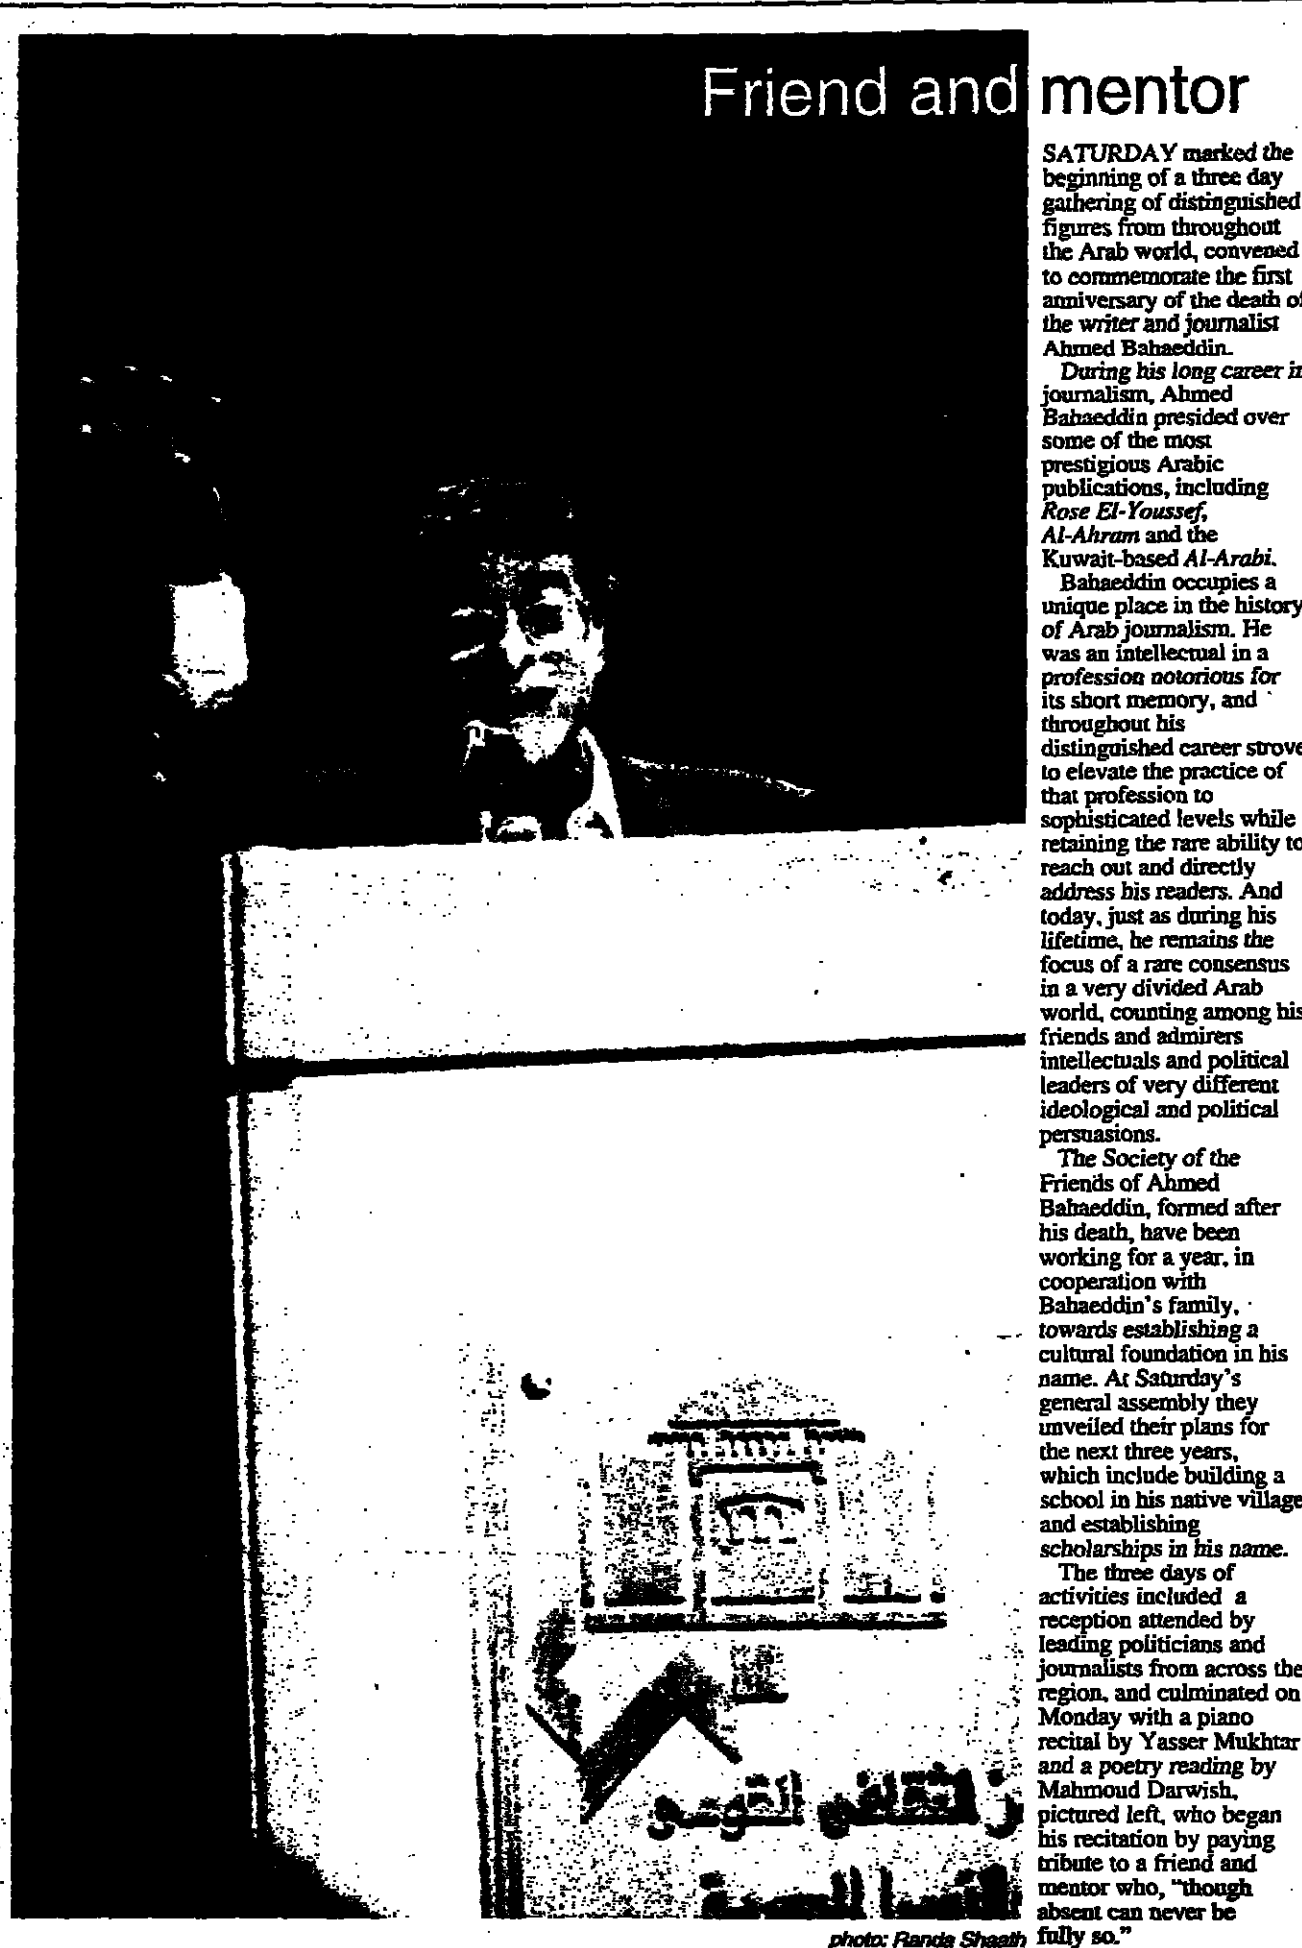 Friend and mentor
SATURDAY marked the
beginning of a three day
gathering of distinguished
figures from throughout
the Arab world, convened
to commemorate the first
anniversary of the death of
the writer and journalist
Ahmed Bahaeddin.
During his long career in
journalism, Ahmed
Bahaeddin presided over
some of the most
prestigious Arabic
publications, including
Rose El-Youssef,
Al-Ahram and the
Kuwait-based Al-Arabi.
Bahaeddin occupies a
unique place in the history
of Arab journalism. He
was an intellectual in a
profession notorious for
its short memory, and
throughout his
distinguished career strove
to elevate the practice of
that profession to
sophisticated levels while
retaining the rare ability to
reach out and directly
address his readers. And
today, just as during his
lifetime, he remains the
focus of a rare consensus
in a very divided Arab
world, counting among his
friends and admirers
intellectuals and political
leaders of very different
ideological and political
persuasions.
The Society of the
Friends of Ahmed
Bahaeddin, formed after
his death, have been
working for a year, in
cooperation with
Bahaeddin's family,
towards establishing a
cultural foundation in his
name. At Saturday's
general assembly they
unveiled their plans for
the next three years,
which include building a
school in his native village
and establishing
scholarships in his name.
The three days of
activities included a
reception attended by
leading politicians and
journalists from across the
region, and culminated on
Monday with a piano
recital by Yasser Mukhtar
and a poetry reading by
Mahmoud Darwish,
pictured left, who began
his recitation by paying
tribute to a friend and
mentor who, "though
absent can never be
fully so."
photo: Randa Shaath